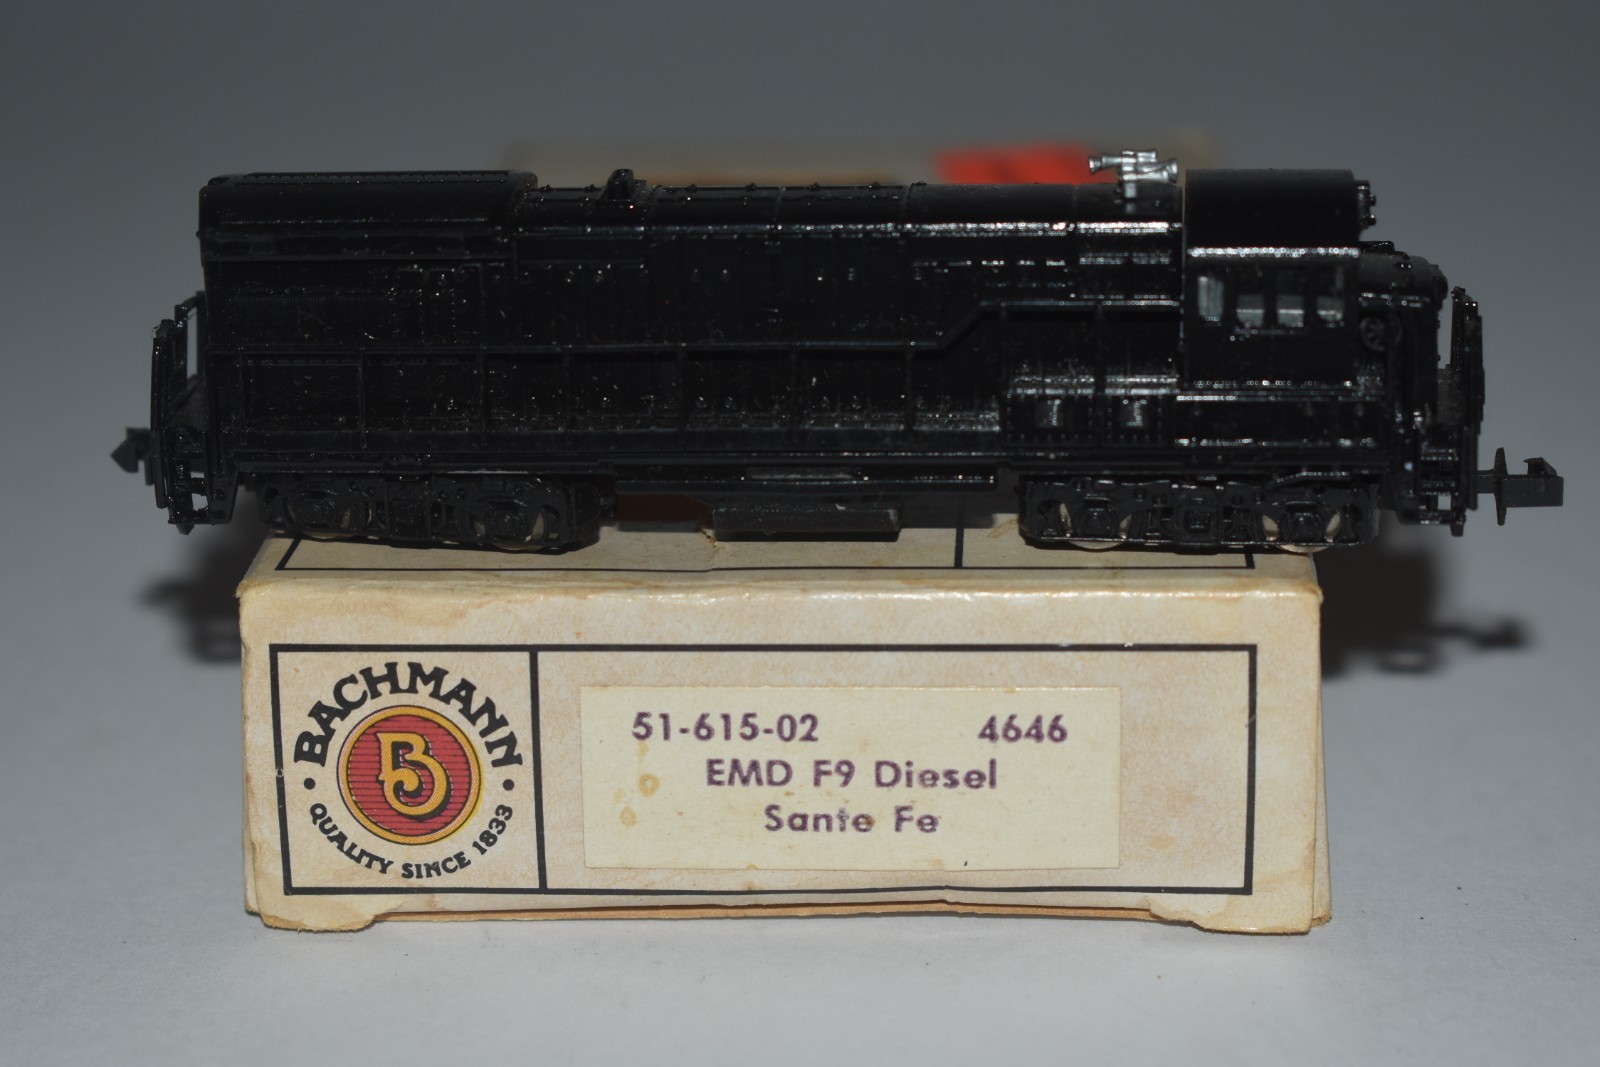 BACHMANN
B
QUALITY SINCE 1833
51-615-02 4646
EMD F9 Diesel
Sante Fe